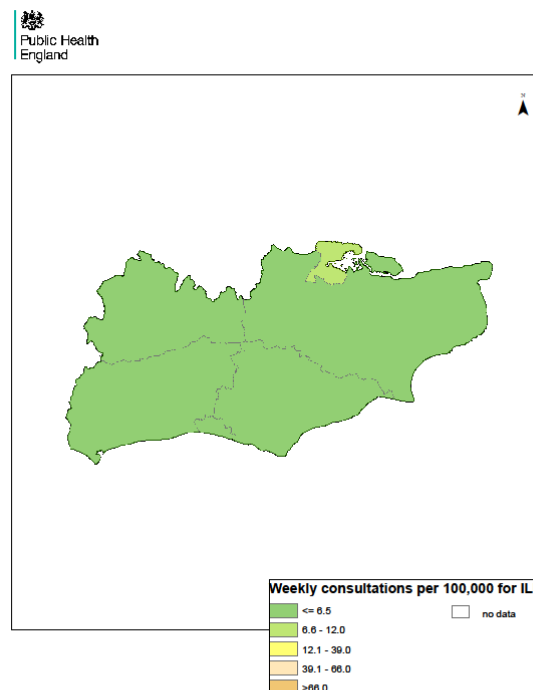 Public Health
England
N
Weekly consultations per 100,000 for IL
<= 6.5
no data
6.6 - 12.0
12.1 - 39.0
39.1 - 66.0
>66.0